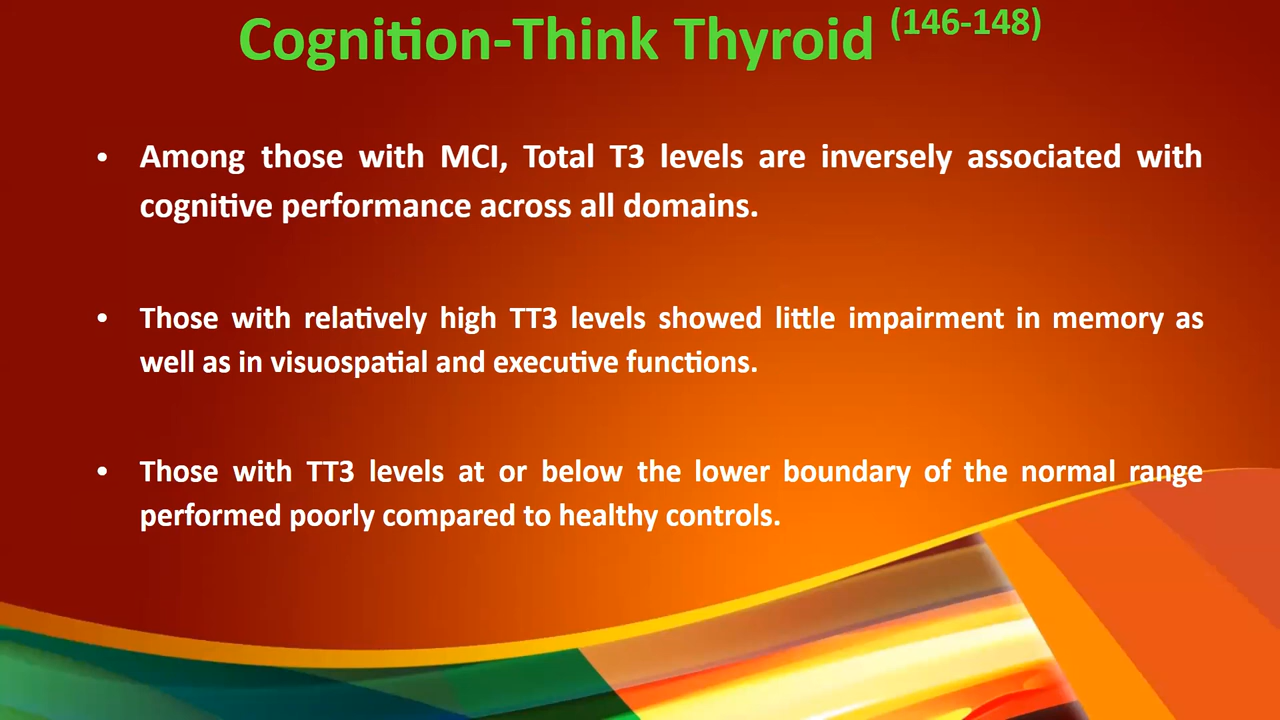 Cognition-Think Thyroid (146-148)
• Among those with MCI, Total T3 levels are inversely associated with
cognitive performance across all domains.
• Those with relatively high TT3 levels showed little impairment in memory as
well as in visuospatial and executive functions.
• Those with TT3 levels at or below the lower boundary of the normal range
performed poorly compared to healthy controls.